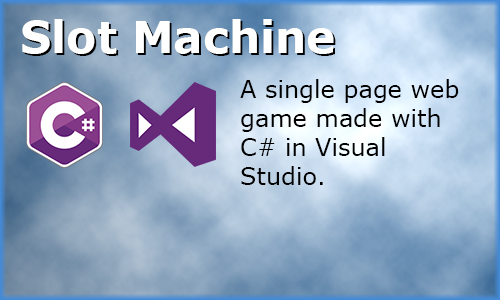 Slot Machine
C#
A single page web
game made with
C# in Visual
Studio.